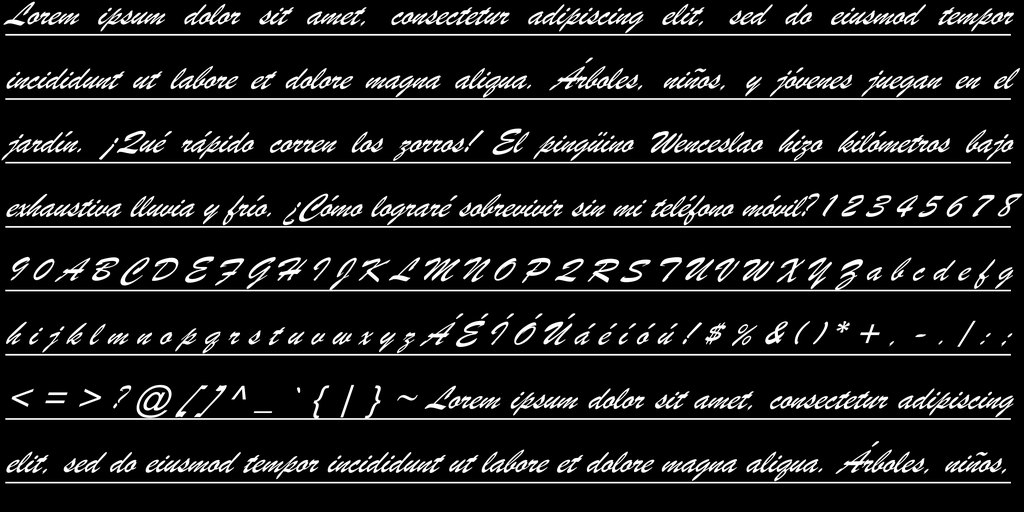 Lorem ipsum dolor sit amet, consectetur adipiscing elit, sed do eiusmod tempor
incididunt ut labore et dolore magna aliqua. Árboles, niños, y jóvenes juegan en el
jardín. ¡Qué rápido corren los zorros! El pingüino Wenceslao hizo kilómetros bajo
exhaustiva lluvia y frío. ¿Cómo lograré sobrevivir sin mi teléfono móvil? 1 2 3 4 5 6 7 8
9 0 A B C D E F G H I J K L M N O P Q R S T U V W X Y Z a b c d e f g
h i j k l m n o p q r s t u v w x y z Á É Í Ó Ú á é í ó ú ! $ % & ( ) * + , - . / : ;
< = > ? @ [ ] ^ _ ` { | } ~ Lorem ipsum dolor sit amet, consectetur adipiscing
elit, sed do eiusmod tempor incididunt ut labore et dolore magna aliqua. Árboles, niños,